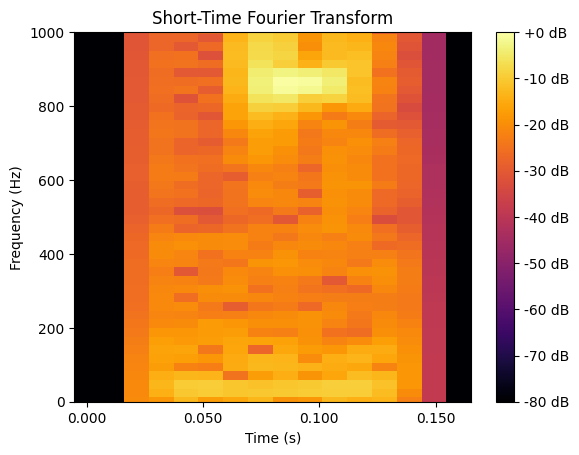 Short-Time Fourier Transform
1000
800
600
400
200
0
Frequency (Hz)
0.000
0.050
0.100
0.150
Time (s)
+0 dB
-10 dB
-20 dB
-30 dB
-40 dB
-50 dB
-60 dB
-70 dB
-80 dB